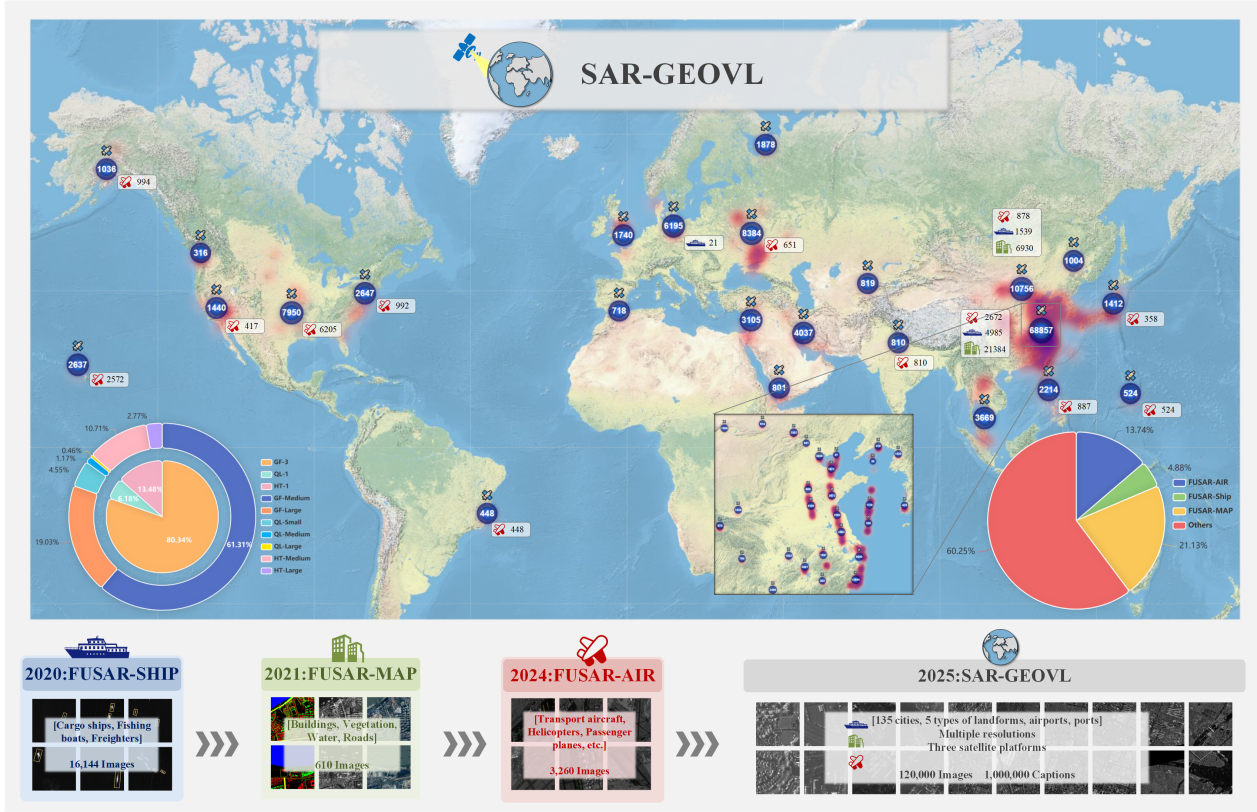 SAR-GEOVL
1878
1036
994
316
1740
6195
21
8384
651
878
1539
6930
1004
2647
992
1440
417
7950
6205
718
3105
4037
819
10756
1412
358
2672
4985
21384
68857
810
810
2637
2572
801
2214
887
524
524
3669
448
448
2.77%
10.71%
0.46%
1.17%
4.55%
19.03%
61.31%
13.48%
6.18%
80.34%
GF-3
QL-1
HT-1
GF-Medium
GF-Large
QL-Small
QL-Medium
QL-Large
HT-Medium
HT-Large
13.74%
4.88%
21.13%
60.25%
FUSAR-AIR
FUSAR-Ship
FUSAR-MAP
Others
2020:FUSAR-SHIP
[Cargo ships, Fishing
boats, Freighters]
16,144 Images
2021:FUSAR-MAP
[Buildings, Vegetation,
Water, Roads]
610 Images
2024:FUSAR-AIR
[Transport aircraft,
Helicopters, Passenger
planes, etc.]
3,260 Images
2025:SAR-GEOVL
[135 cities, 5 types of landforms, airports, ports]
Multiple resolutions
Three satellite platforms
120,000 Images 1,000,000 Captions